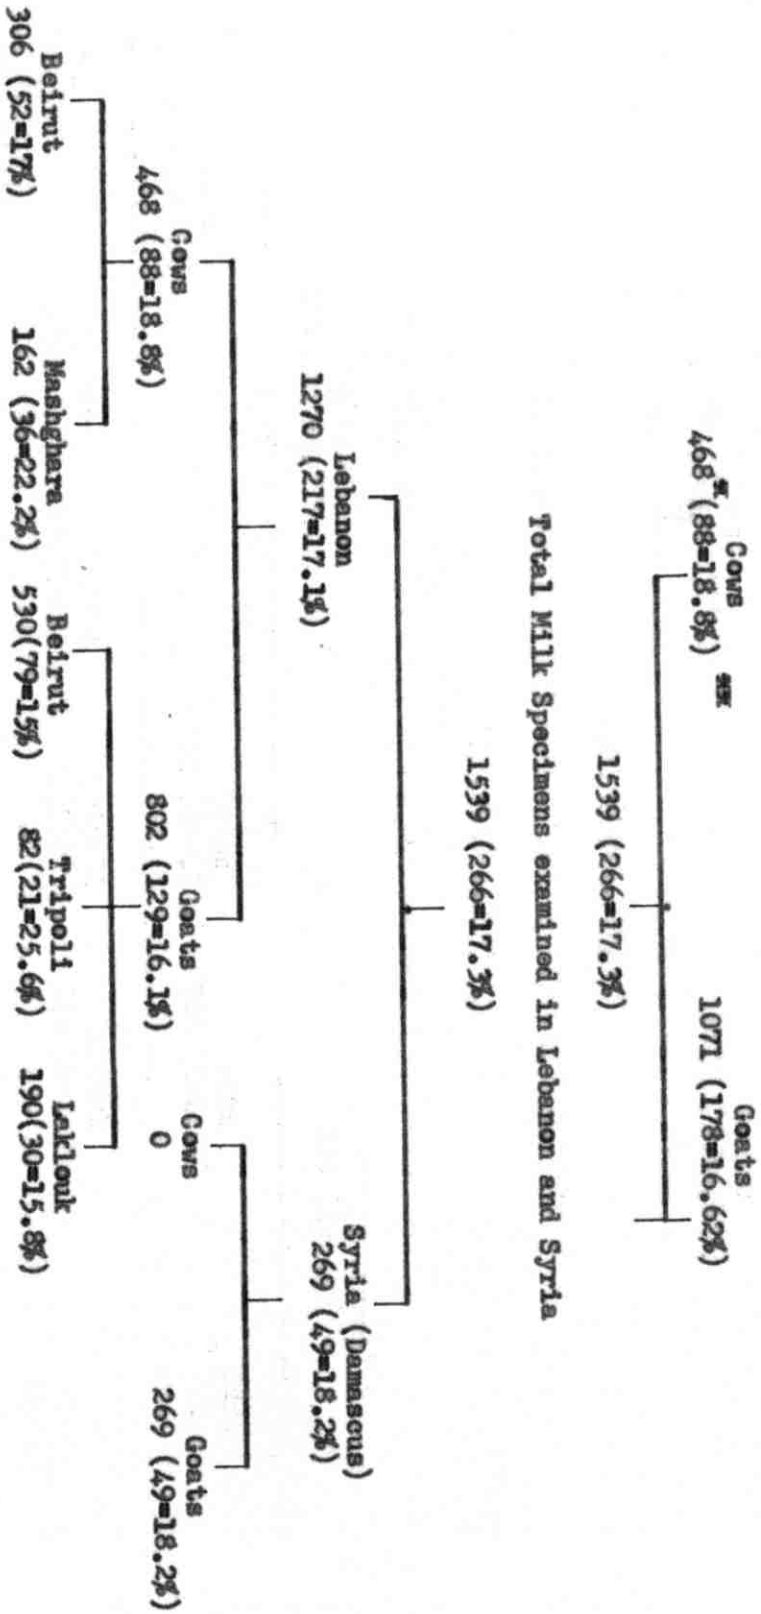 Cows
468* (88=18.8%) **
Goats
1071 (178=16.62%)
1539 (266=17.3%)
Total Milk Specimens examined in Lebanon and Syria
1539 (266=17.3%)
Lebanon
1270 (217=17.1%)
Syria (Damascus)
269 (49=18.2%)
Cows
468 (88=18.8%)
Goats
802 (129=16.1%)
Cows
0
Goats
269 (49=18.2%)
Beirut
306 (52=17%)
Mashghara
162 (36=22.2%)
Beirut
530(79=15%)
Tripoli
82(21=25.6%)
Laklouk
190(30=15.8%)